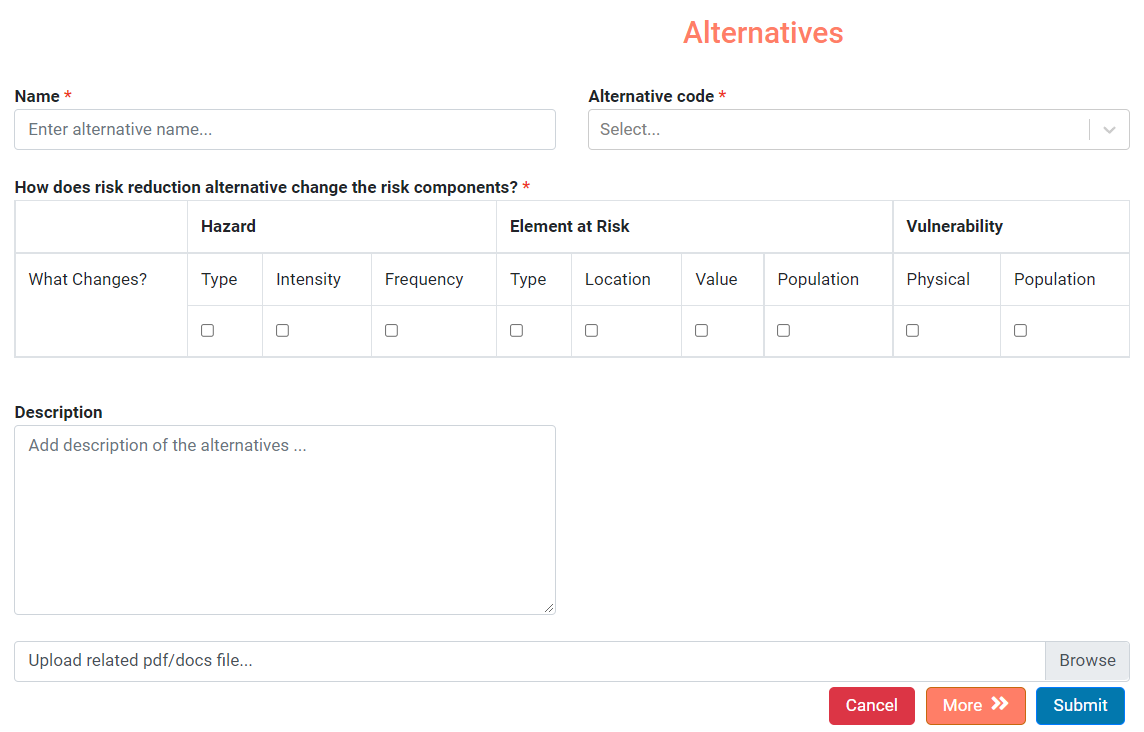 Alternatives
Name *
Alternative code *
Enter alternative name...
Select...
How does risk reduction alternative change the risk components? *
Hazard
Element at Risk
Vulnerability
What Changes?
Type
Intensity
Frequency
Type
Location
Value
Population
Physical
Population
Description
Add description of the alternatives ...
Upload related pdf/docs file...
Browse
Cancel
More
Submit